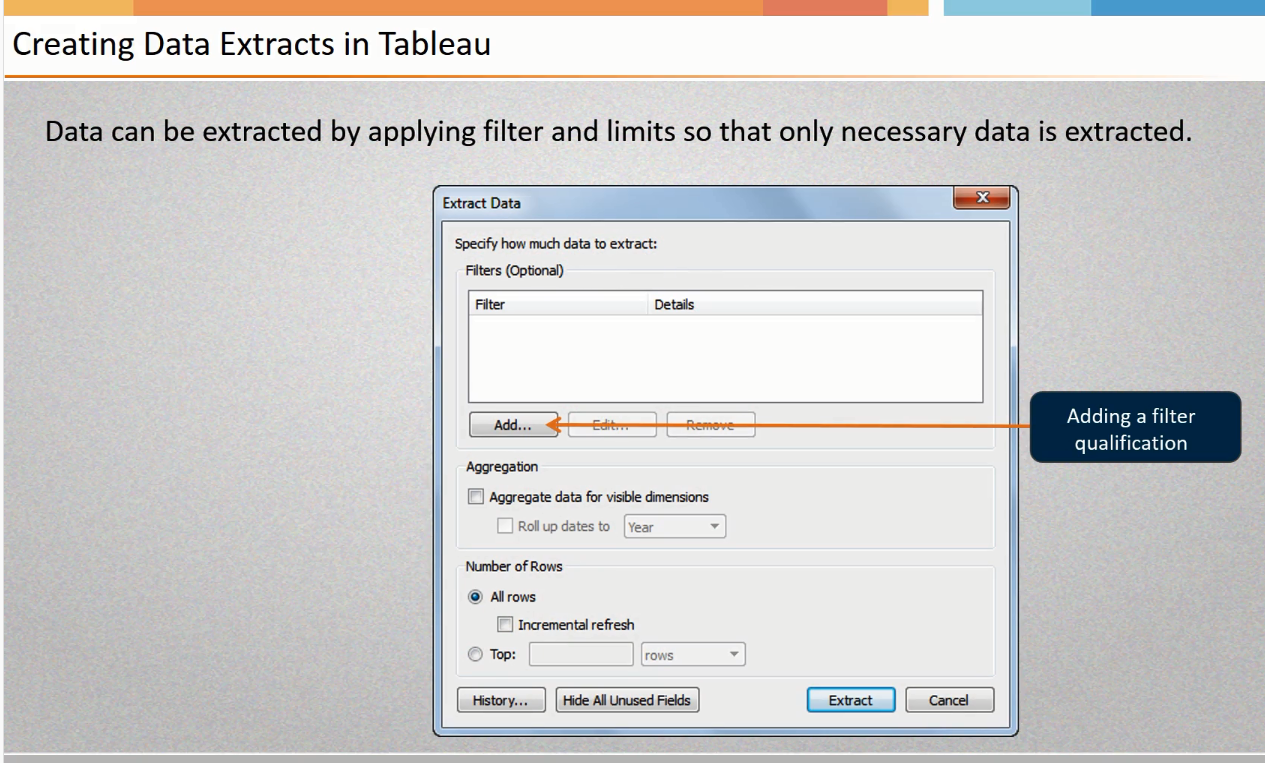 Creating Data Extracts in Tableau
Data can be extracted by applying filter and limits so that only necessary data is extracted.
Extract Data
Specify how much data to extract:
Filters (Optional)
Filter Details
Add... Edit... Remove
Adding a filter
qualification
Aggregation
Aggregate data for visible dimensions
Roll up dates to Year
Number of Rows
All rows
Incremental refresh
Top: rows
History... Hide All Unused Fields Extract Cancel